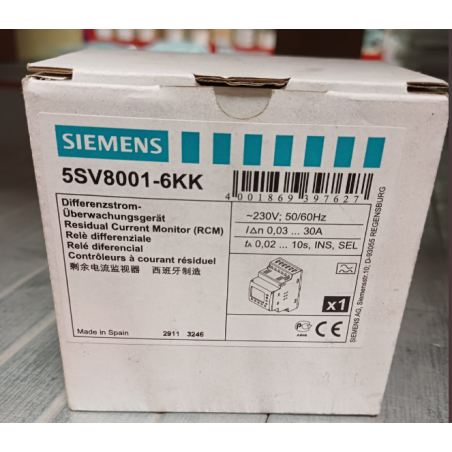 SIEMENS
5SV8001-6KK
4 001869 397627
Differenzstrom-
Überwachungsgerät
Residual Current Monitor (RCM)
Relè differenziale
Relé diferencial
Contrôleurs à courant résiduel
剩余电流监视器 西班牙制造
~230V; 50/60Hz
I∆n 0,03 ... 30A
tA 0,02 ... 10s, INS, SEL
x1
Made in Spain 2911 3246
CE
SIEMENS AG, Siemensstr.10, D-93055 REGENSBURG